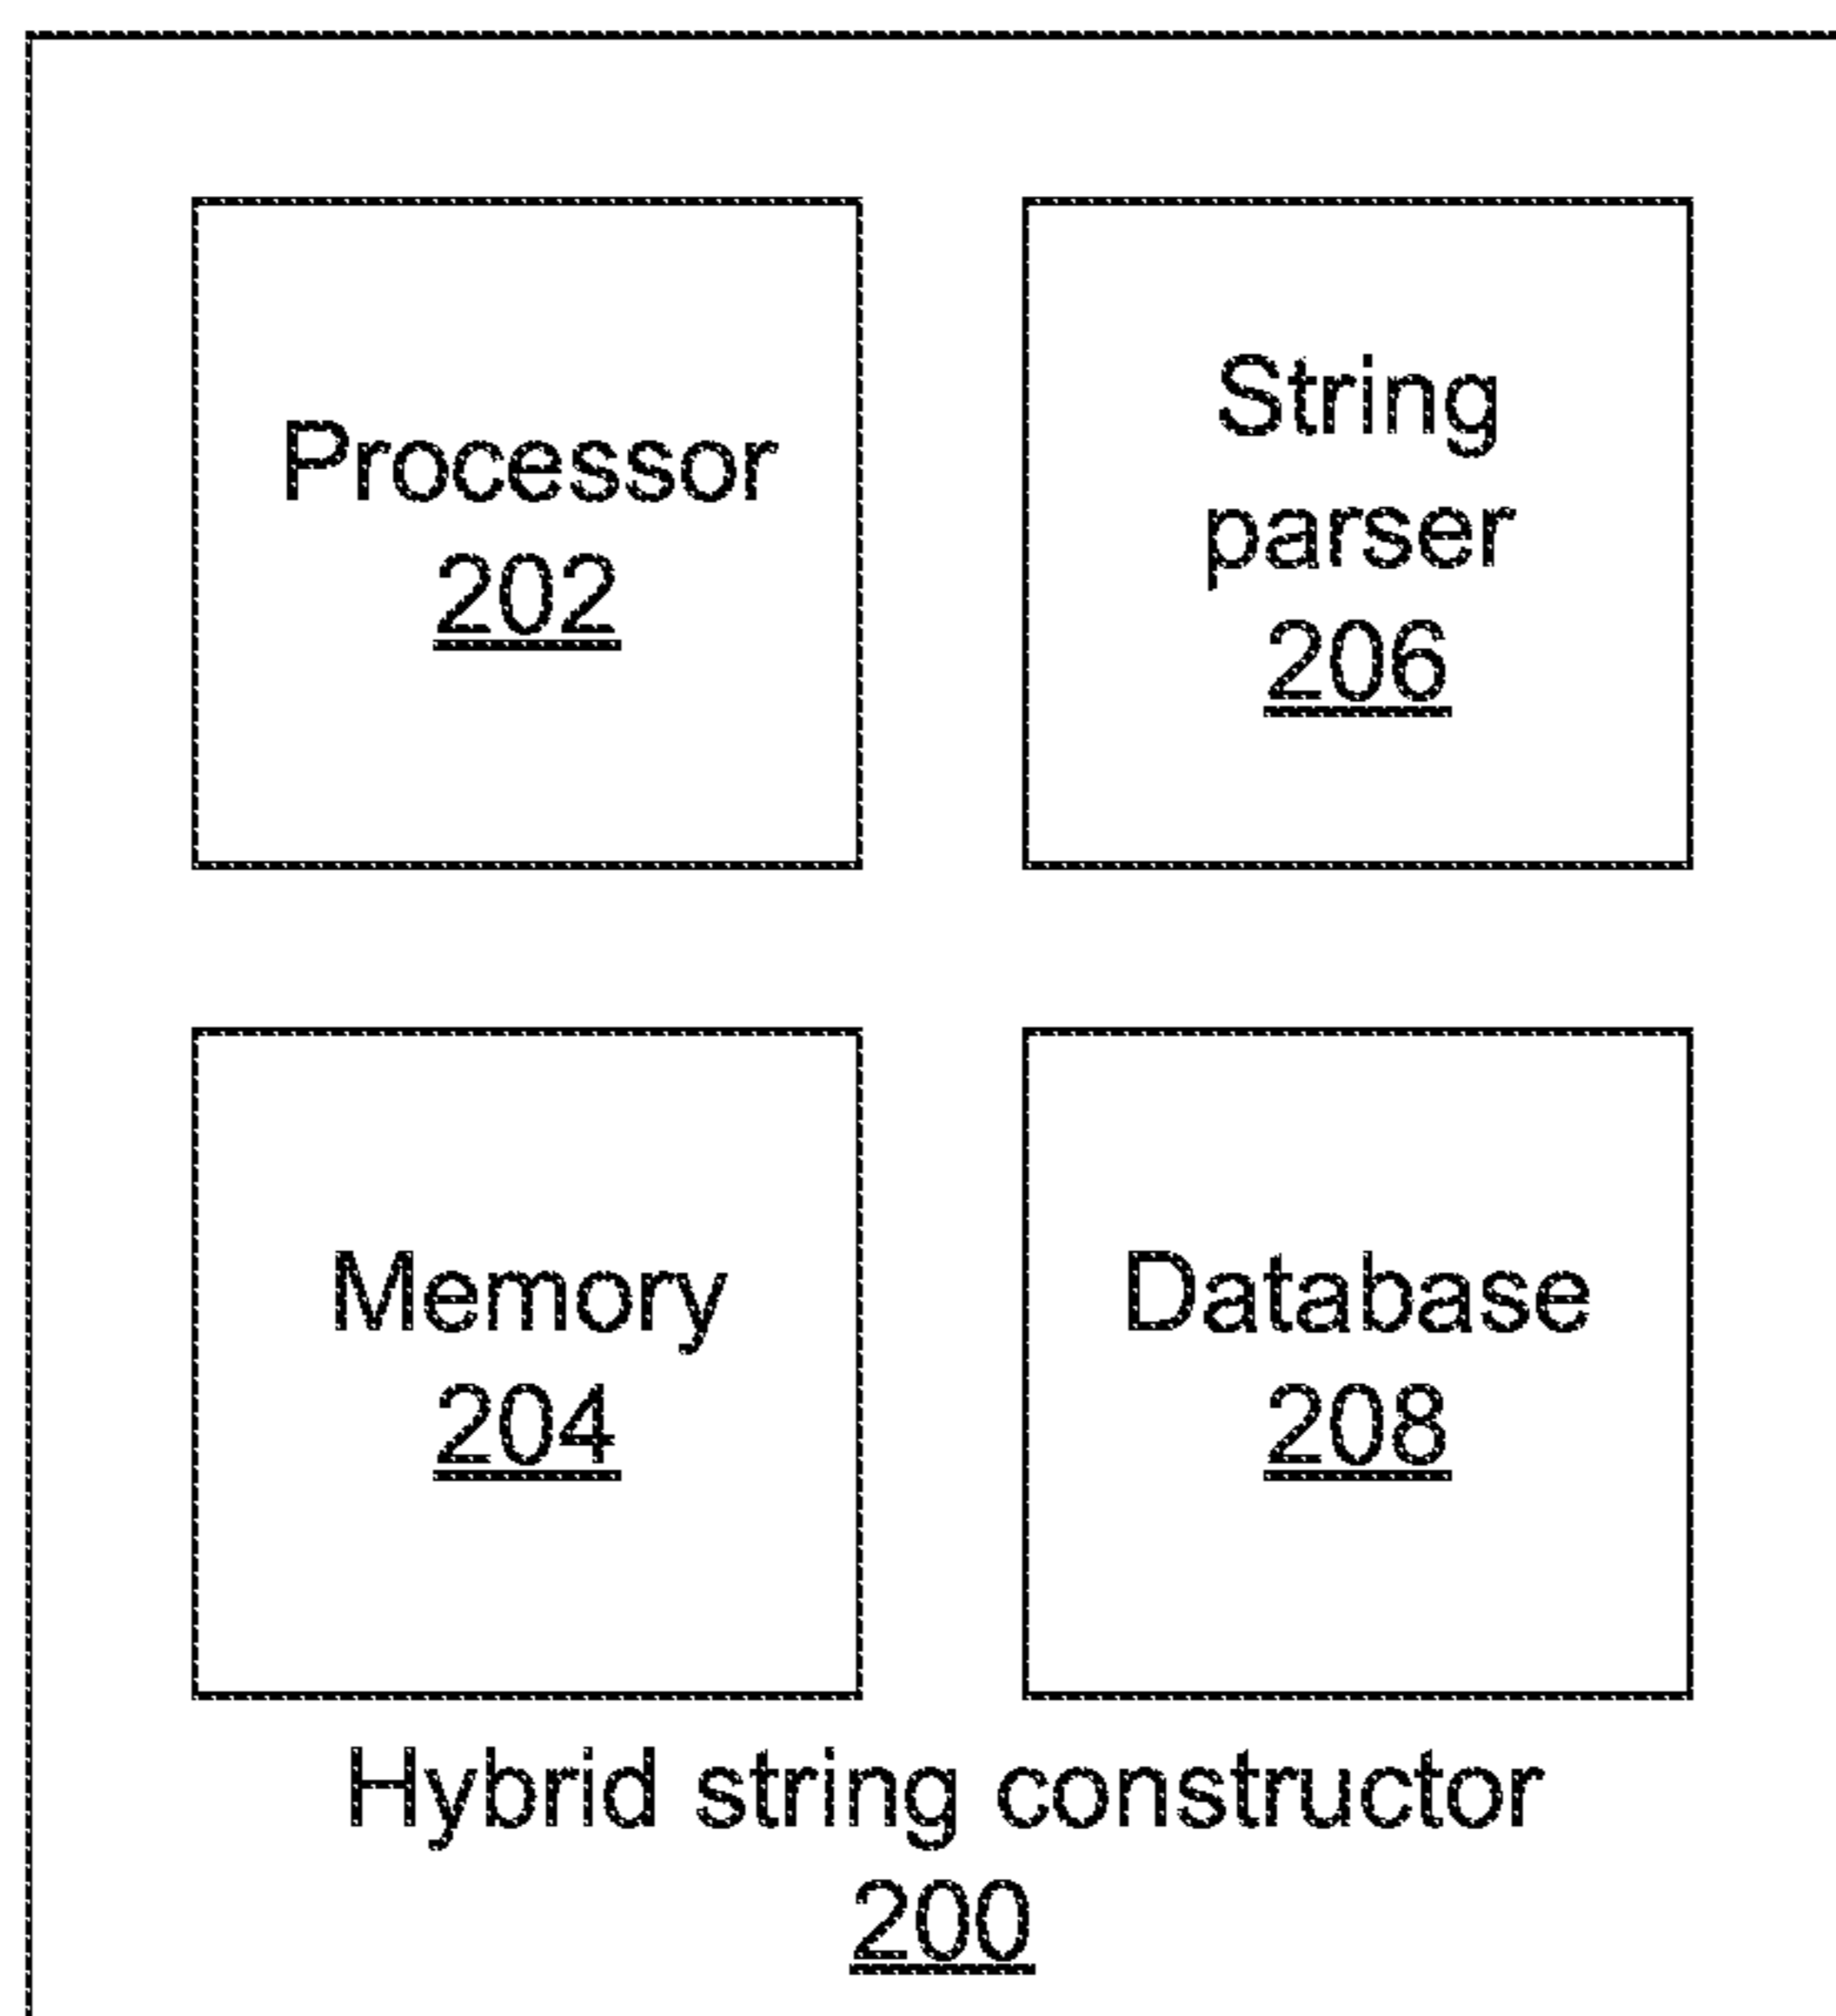 Processor
202
String
parser
206
Memory
204
Database
208
Hybrid string constructor
200